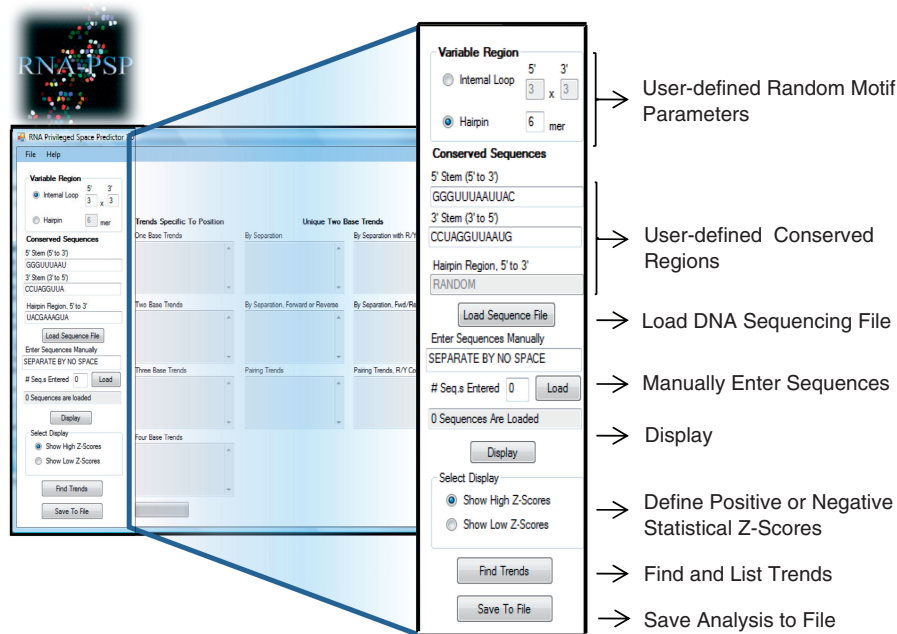 RNA-PSP
RNA Privileged Space Predictor
File Help
Variable Region
5' 3'
Internal Loop 3 x 3
Hairpin 6 mer
Conserved Sequences
5' Stem (5' to 3')
GGGUUUAAU
3' Stem (3' to 5')
CCUAGGUUA
Hairpin Region, 5' to 3'
UACGAAAGUA
Load Sequence File
Enter Sequences Manually
SEPARATE BY NO SPACE
# Seq.s Entered 0 Load
0 Sequences are loaded
Display
Select Display
Show High Z-Scores
Show Low Z-Scores
Find Trends
Save To File
Trends Specific To Position
Unique Two Base Trends
One Base Trends
By Separation
By Separation with R/Y
Two Base Trends
By Separation, Forward or Reverse
By Separation, Fwd/Re
Three Base Trends
Pairing Trends
Pairing Trends, R/Y Co
Four Base Trends
Variable Region
5' 3'
Internal Loop 3 x 3
Hairpin 6 mer
Conserved Sequences
5' Stem (5' to 3')
GGGUUUAAUUAC
3' Stem (3' to 5')
CCUAGGUUAAUG
Hairpin Region, 5' to 3'
RANDOM
Load Sequence File
Enter Sequences Manually
SEPARATE BY NO SPACE
# Seq.s Entered 0 Load
0 Sequences Are Loaded
Display
Select Display
Show High Z-Scores
Show Low Z-Scores
Find Trends
Save To File
User-defined Random Motif
Parameters
User-defined Conserved
Regions
Load DNA Sequencing File
Manually Enter Sequences
Display
Define Positive or Negative
Statistical Z-Scores
Find and List Trends
Save Analysis to File